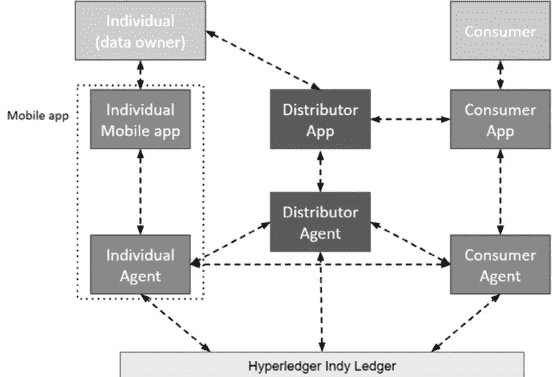 Individual
(data owner)
Consumer
Mobile app
Individual
Mobile app
Distributor
App
Consumer
App
Distributor
Agent
Individual
Agent
Consumer
Agent
Hyperledger Indy Ledger